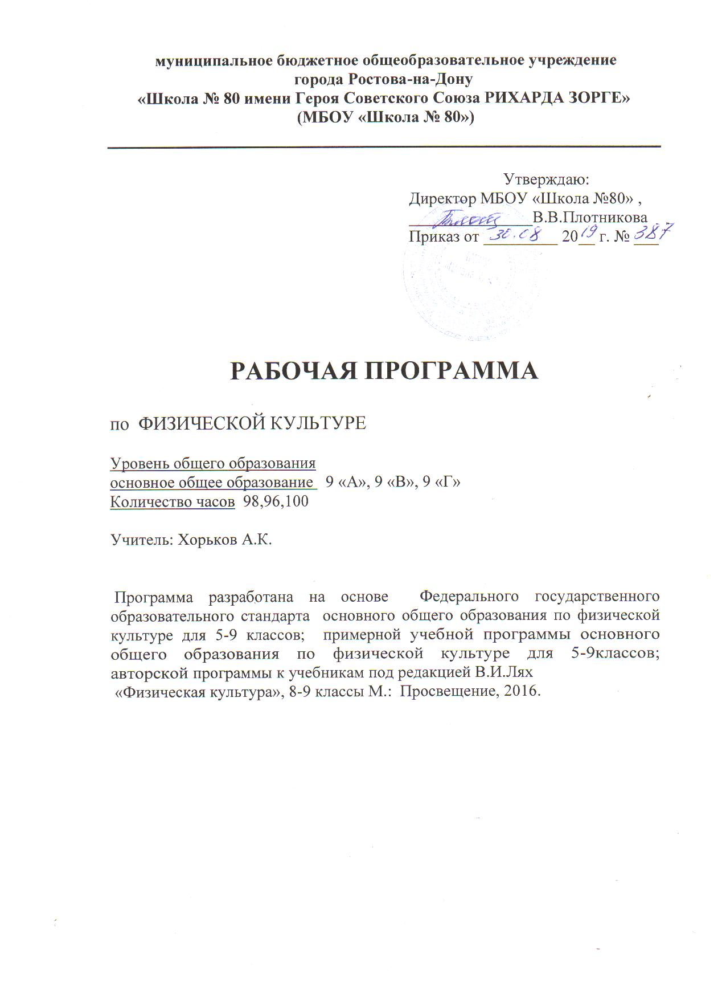 муниципальное бюджетное общеобразовательное учреждение
города Ростова-на-Дону
«Школа № 80 имени Героя Советского Союза РИХАРДА ЗОРГЕ»
(МБОУ «Школа № 80»)
Утверждаю:
Директор МБОУ «Школа №80» ,
_______________В.В.Плотникова
Приказ от 30.08 2019 г. № 387
РАБОЧАЯ ПРОГРАММА
по ФИЗИЧЕСКОЙ КУЛЬТУРЕ
Уровень общего образования
основное общее образование 9 «А», 9 «В», 9 «Г»
Количество часов 98,96,100
Учитель: Хорьков А.К.
Программа разработана на основе Федерального государственного
образовательного стандарта основного общего образования по физической
культуре для 5-9 классов; примерной учебной программы основного
общего образования по физической культуре для 5-9классов;
авторской программы к учебникам под редакцией В.И.Лях
«Физическая культура», 8-9 классы М.: Просвещение, 2016.